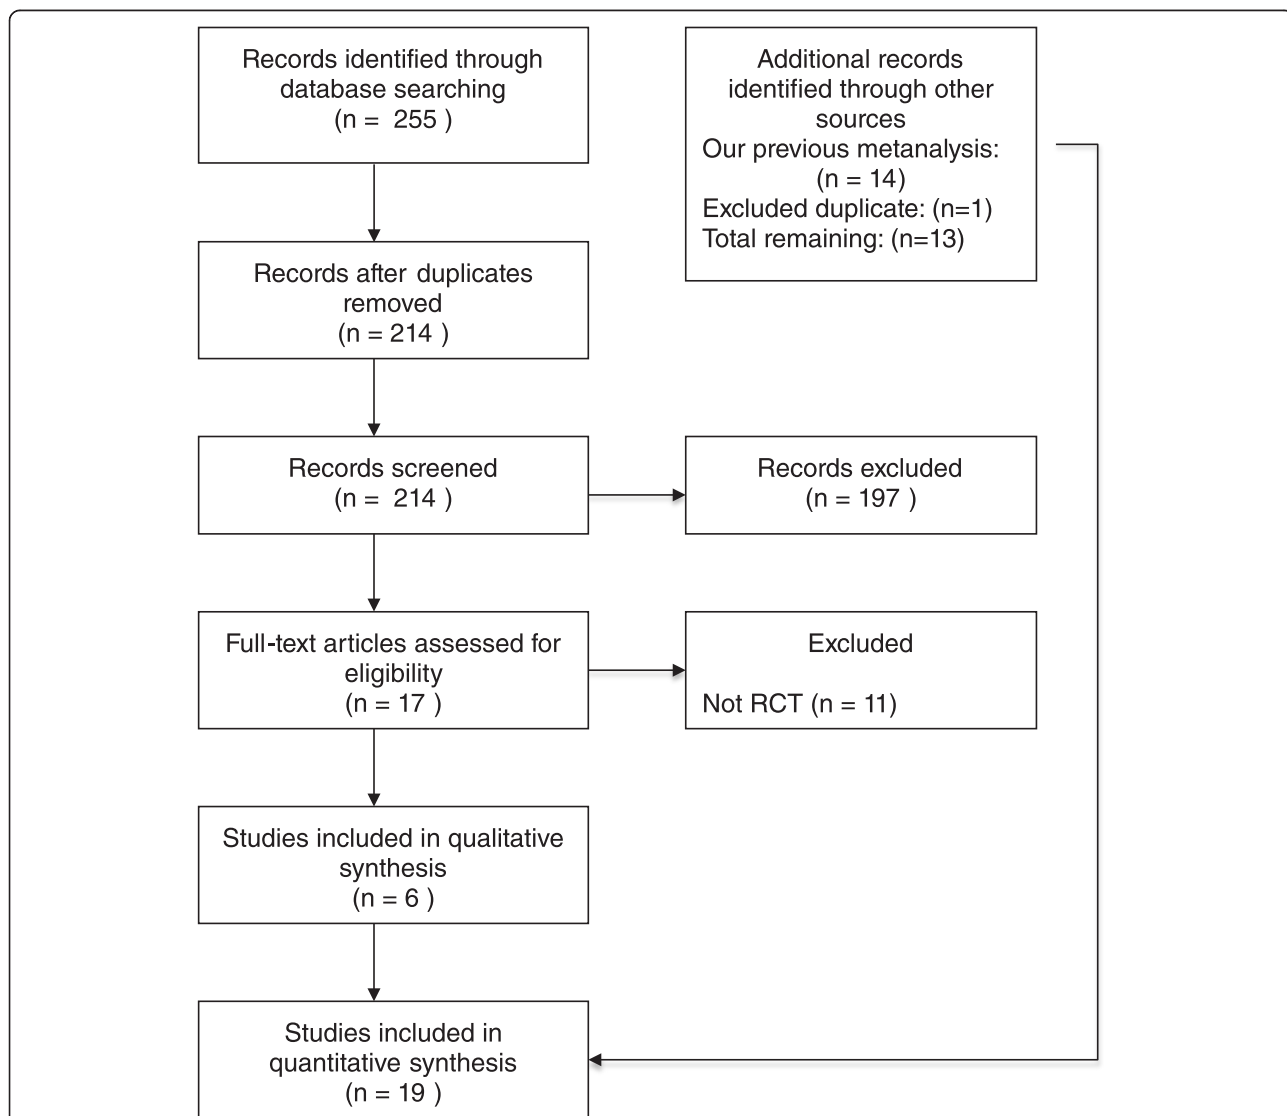 Records identified through
database searching
(n =  255 )
Additional records
identified through other
sources
Our previous metanalysis:
(n = 14)
Excluded duplicate: (n=1)
Total remaining: (n=13)
Records after duplicates
removed
(n = 214 )
Records screened
(n =  214 )
Records excluded
(n = 197 )
Full-text articles assessed for
eligibility
(n = 17 )
Excluded
Not RCT (n = 11)
Studies included in qualitative
synthesis
(n = 6 )
Studies included in
quantitative synthesis
(n = 19 )